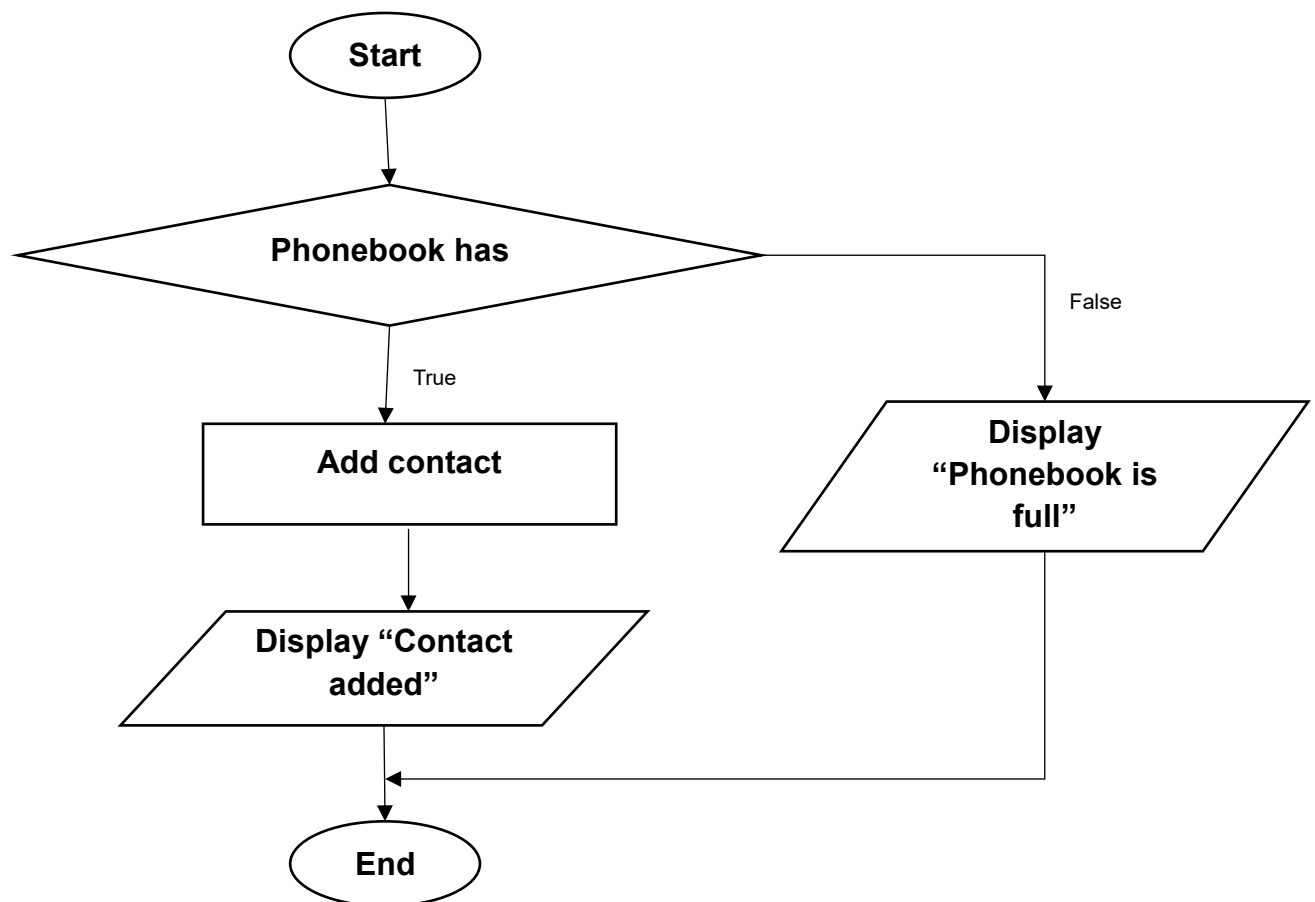 Start
Phonebook has
False
True
Add contact
Display
“Phonebook is
full”
Display “Contact
added”
End